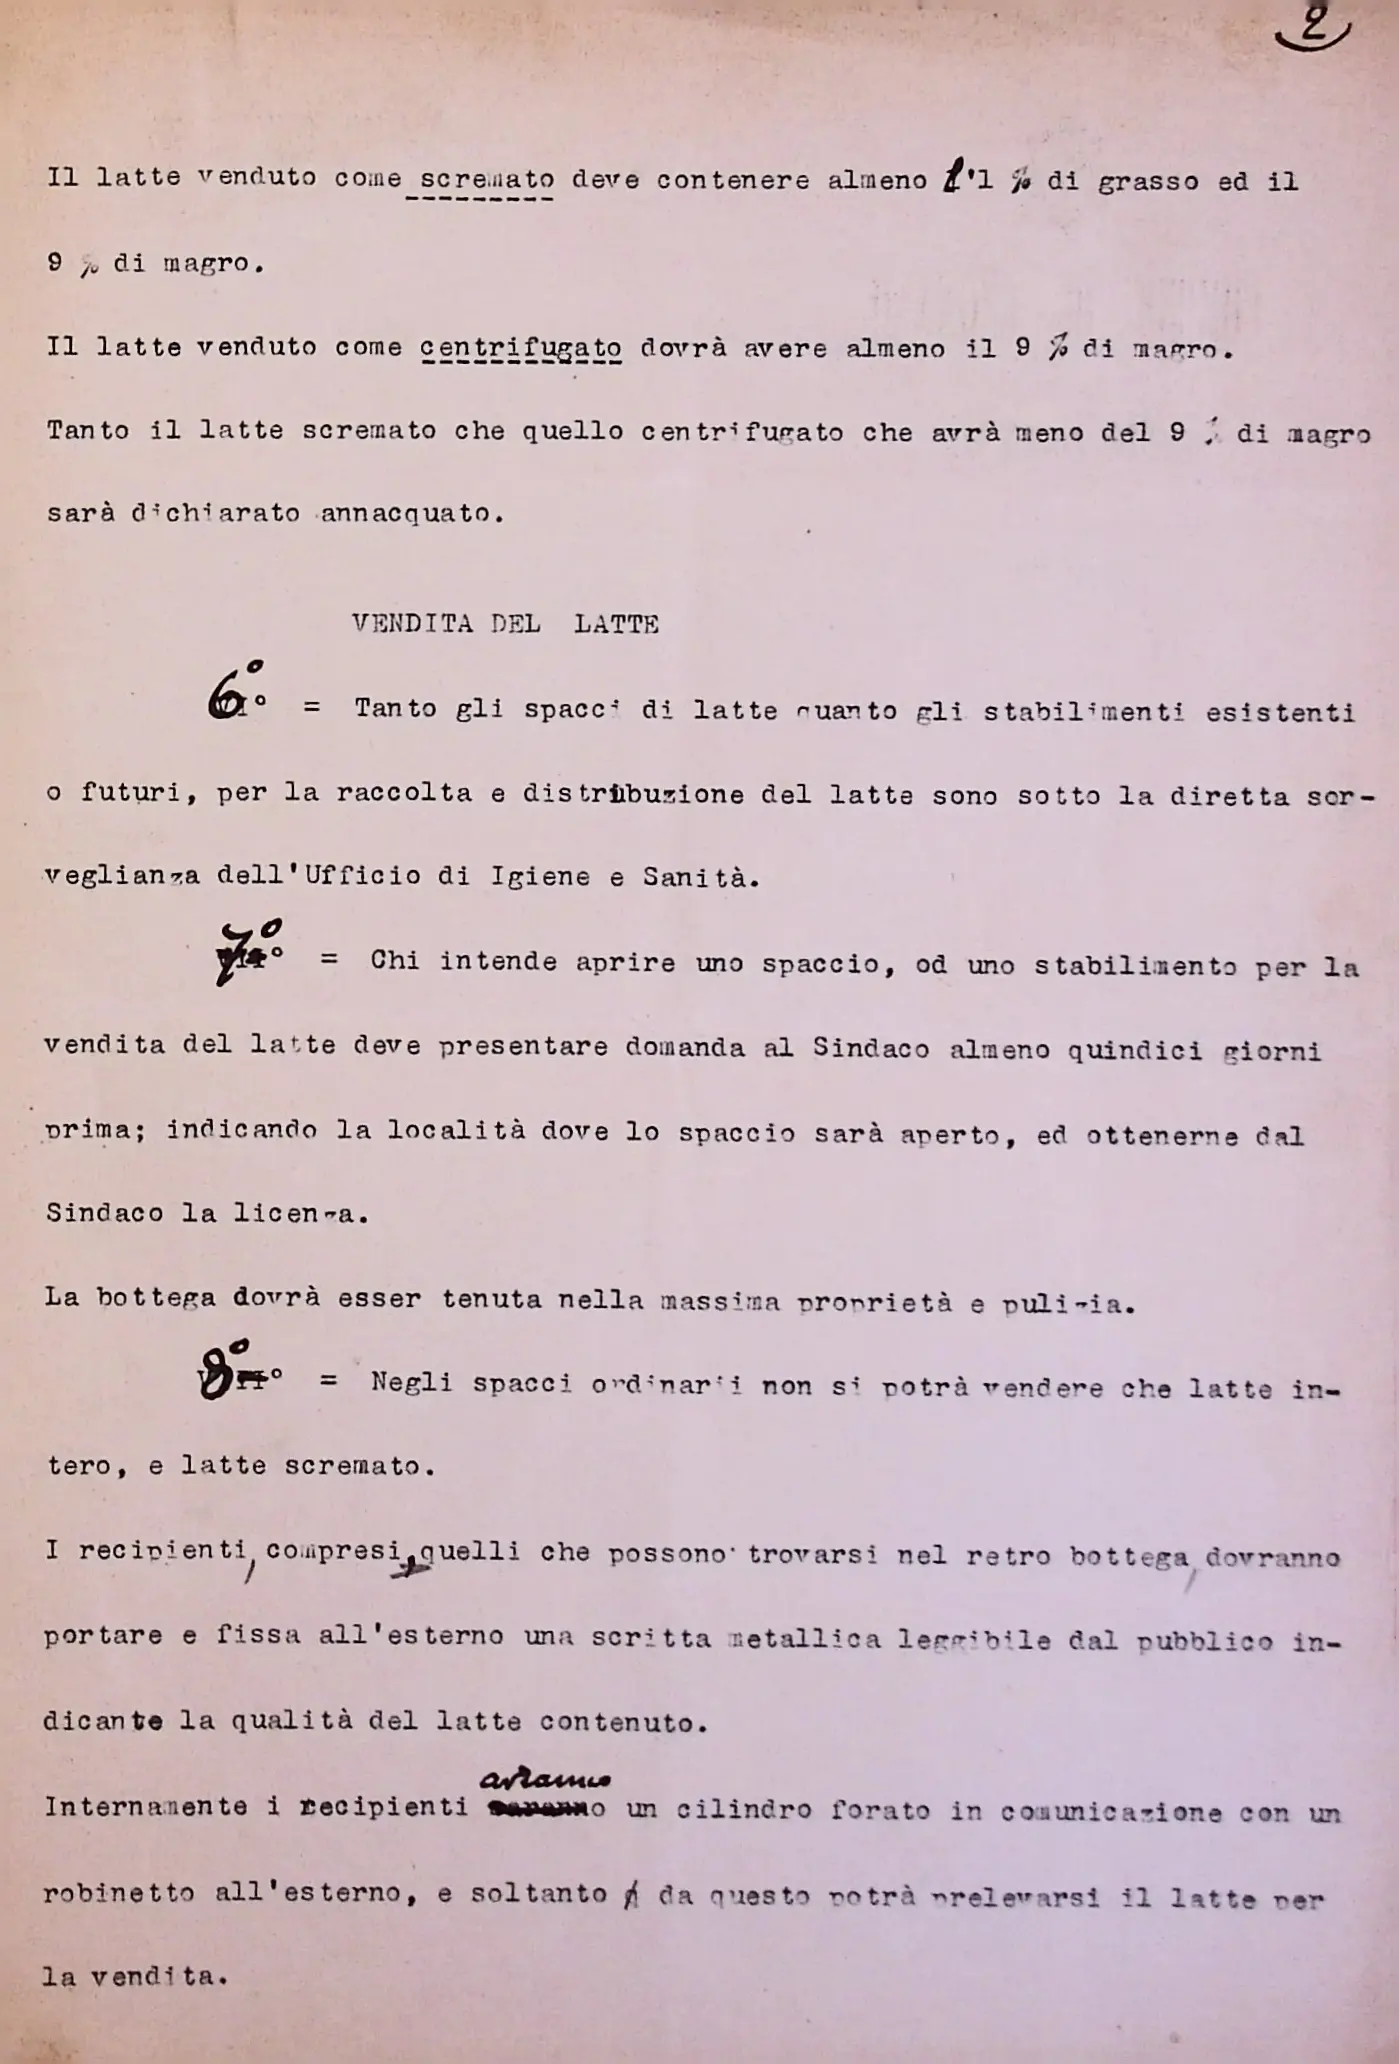 2
Il latte venduto come scremato deve contenere almeno l'1 % di grasso ed il
9 % di magro.
Il latte venduto come centrifugato dovrà avere almeno il 9 % di magro.
Tanto il latte scremato che quello centrifugato che avrà meno del 9 % di magro
sarà dichiarato annacquato.
VENDITA DEL LATTE
6° = Tanto gli spacci di latte quanto gli stabilimenti esistenti
o futuri, per la raccolta e distribuzione del latte sono sotto la diretta sor-
veglianza dell'Ufficio di Igiene e Sanità.
7° = Chi intende aprire uno spaccio, od uno stabilimento per la
vendita del latte deve presentare domanda al Sindaco almeno quindici giorni
prima; indicando la località dove lo spaccio sarà aperto, ed ottenerne dal
Sindaco la licenza.
La bottega dovrà esser tenuta nella massima proprietà e pulizia.
8° = Negli spacci ordinarii non si potrà vendere che latte in-
tero, e latte scremato.
I recipienti, compresi quelli che possono trovarsi nel retro bottega, dovranno
portare e fissa all'esterno una scritta metallica leggibile dal pubblico in-
dicante la qualità del latte contenuto.
avranno
Internamente i recipienti un cilindro forato in comunicazione con un
robinetto all'esterno, e soltanto da questo potrà prelevarsi il latte per
la vendita.